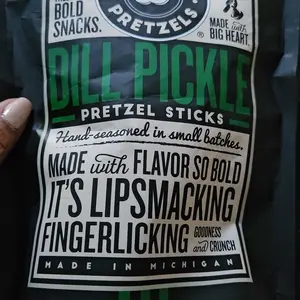 BOLD
SNACKS.
PRETZELS
®
MADE with
BIG HEART.
DILL PICKLE
PRETZEL STICKS
Hand-seasoned in small batches.
MADE with FLAVOR SO BOLD
IT'S LIPSMACKING
FINGERLICKING GOODNESS and CRUNCH
MADE IN MICHIGAN